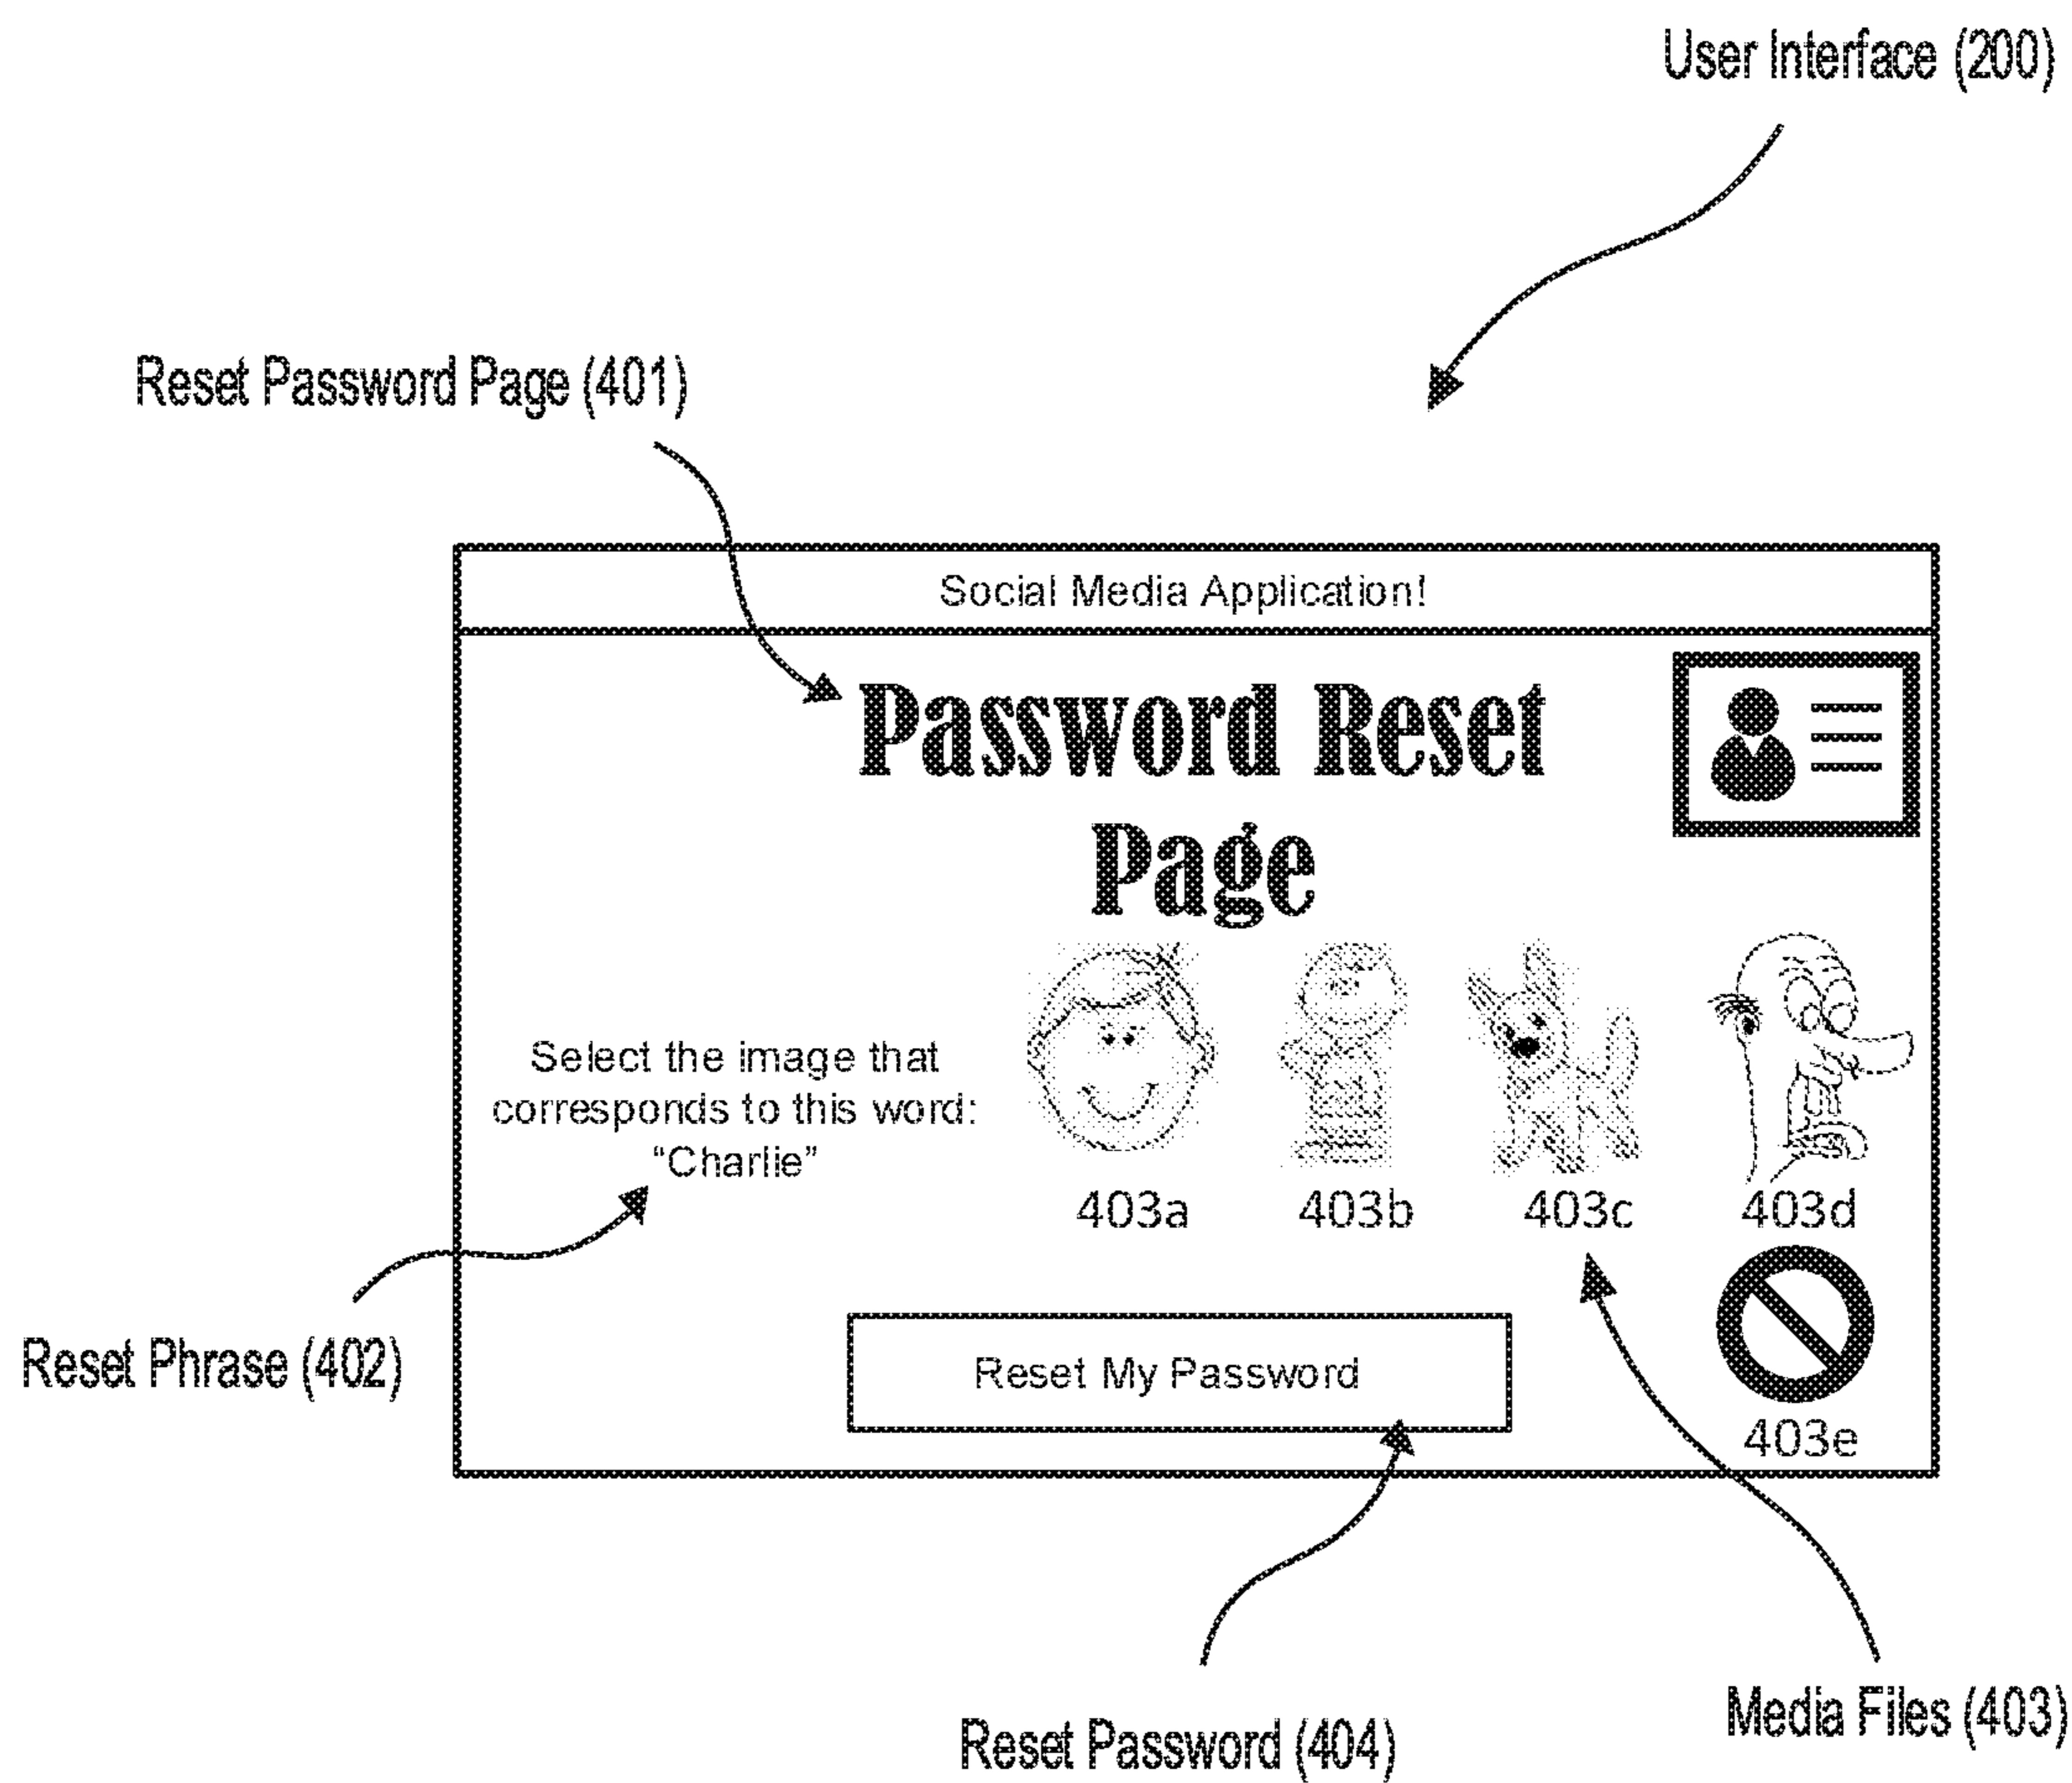 User Interface (200)
Reset Password Page (401)
Social Media Application!
Password Reset
Page
Select the image that
corresponds to this word:
“Charlie”
403a 403b 403c 403d
Reset Phrase (402)
Reset My Password
403e
Reset Password (404)
Media Files (403)